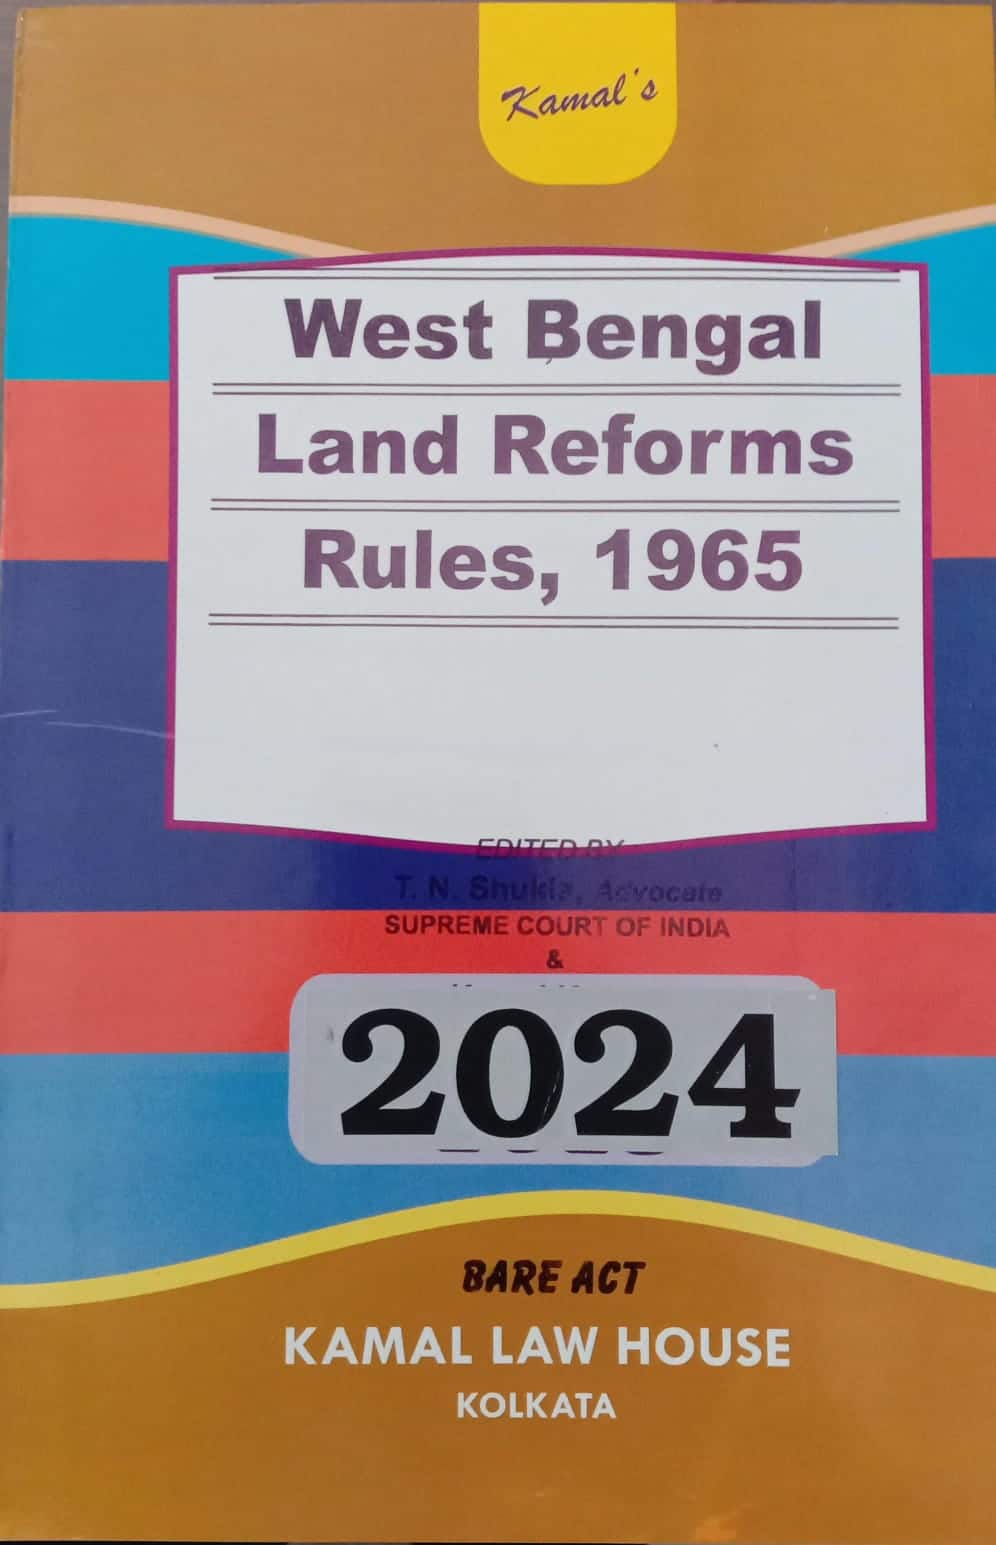 Kamal's
West Bengal
Land Reforms
Rules, 1965
EDITED BY
T. N. Shukla, Advocate
SUPREME COURT OF INDIA
&
2024
BARE ACT
KAMAL LAW HOUSE
KOLKATA